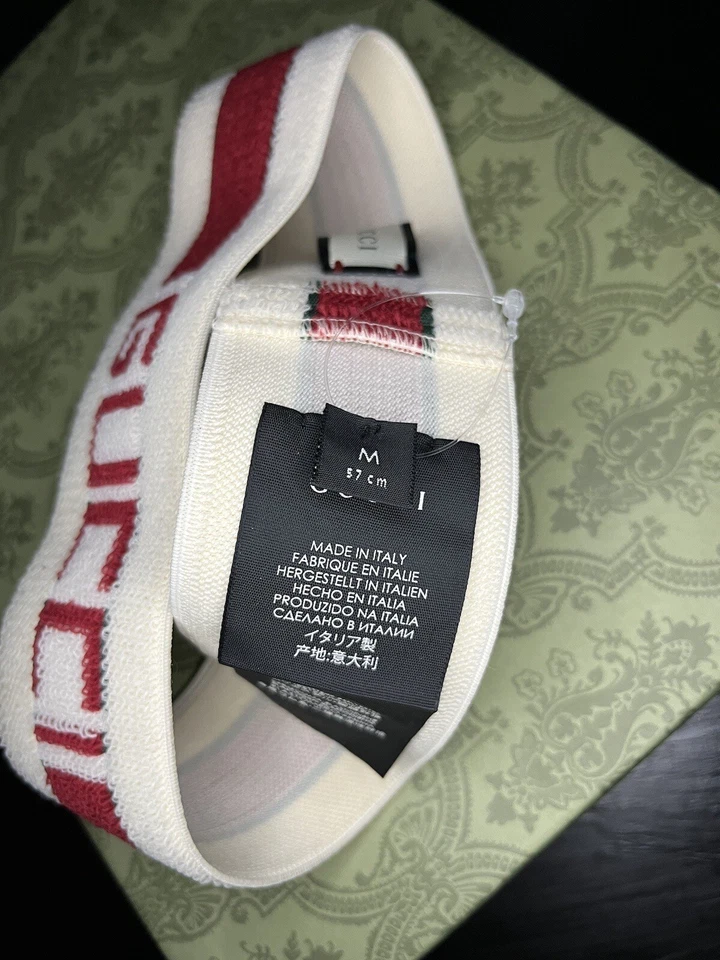 GUCCI
UCCI
M
57 cm
MADE IN ITALY
FABRIQUE EN ITALIE
HERGESTELLT IN ITALIEN
HECHO EN ITALIA
PRODUZIDO NA ITALIA
СДЕЛАНО В ИТАЛИИ
イタリア製
产地:意大利